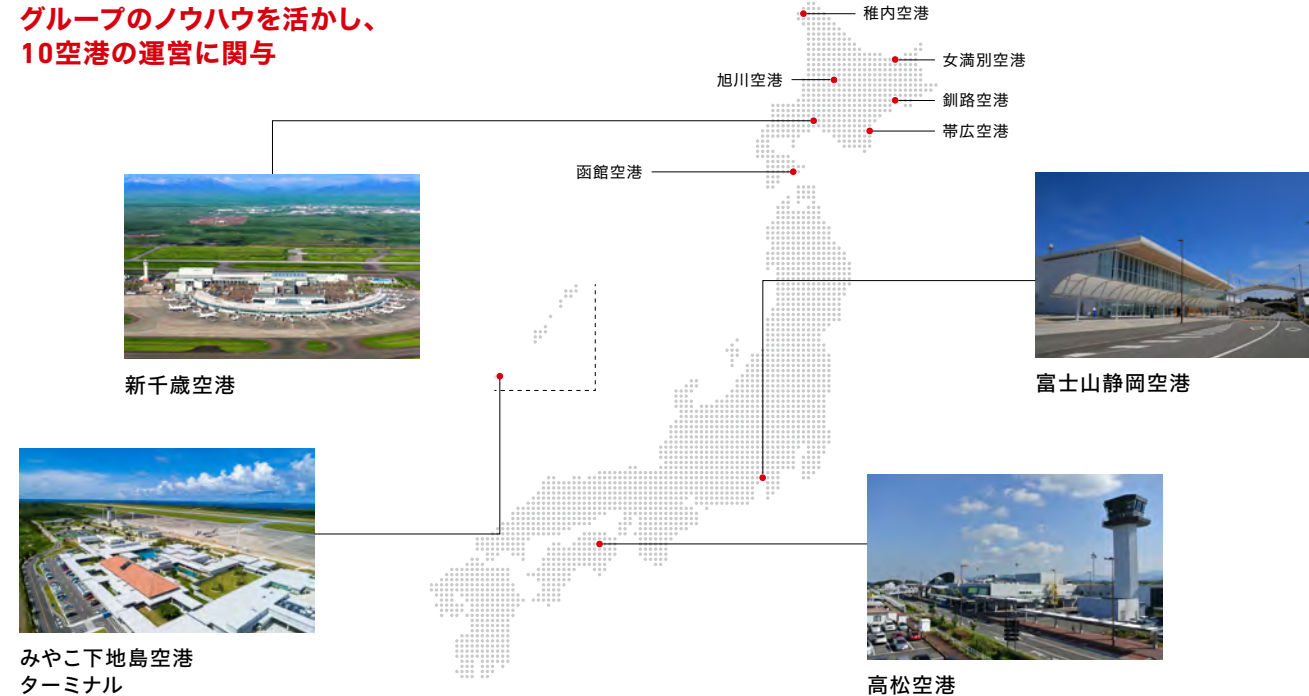 グループのノウハウを活かし、
10空港の運営に関与
稚内空港
女満別空港
旭川空港
釧路空港
帯広空港
函館空港
新千歳空港
富士山静岡空港
みやこ下地島空港
ターミナル
高松空港